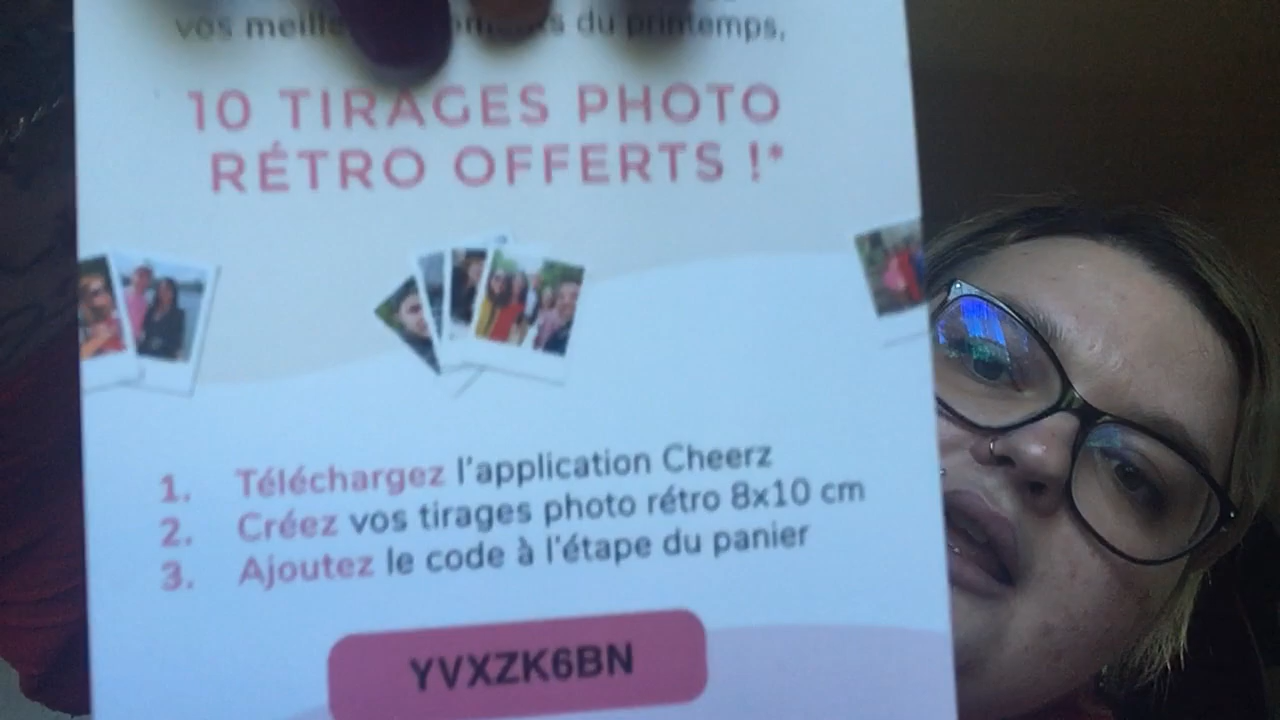 vos du printemps,
10 TIRAGES PHOTO
RÉTRO OFFERTS !*
1. Téléchargez l'application Cheerz
2. Créez vos tirages photo rétro 8x10 cm
3. Ajoutez le code à l'étape du panier
YVXZK6BN